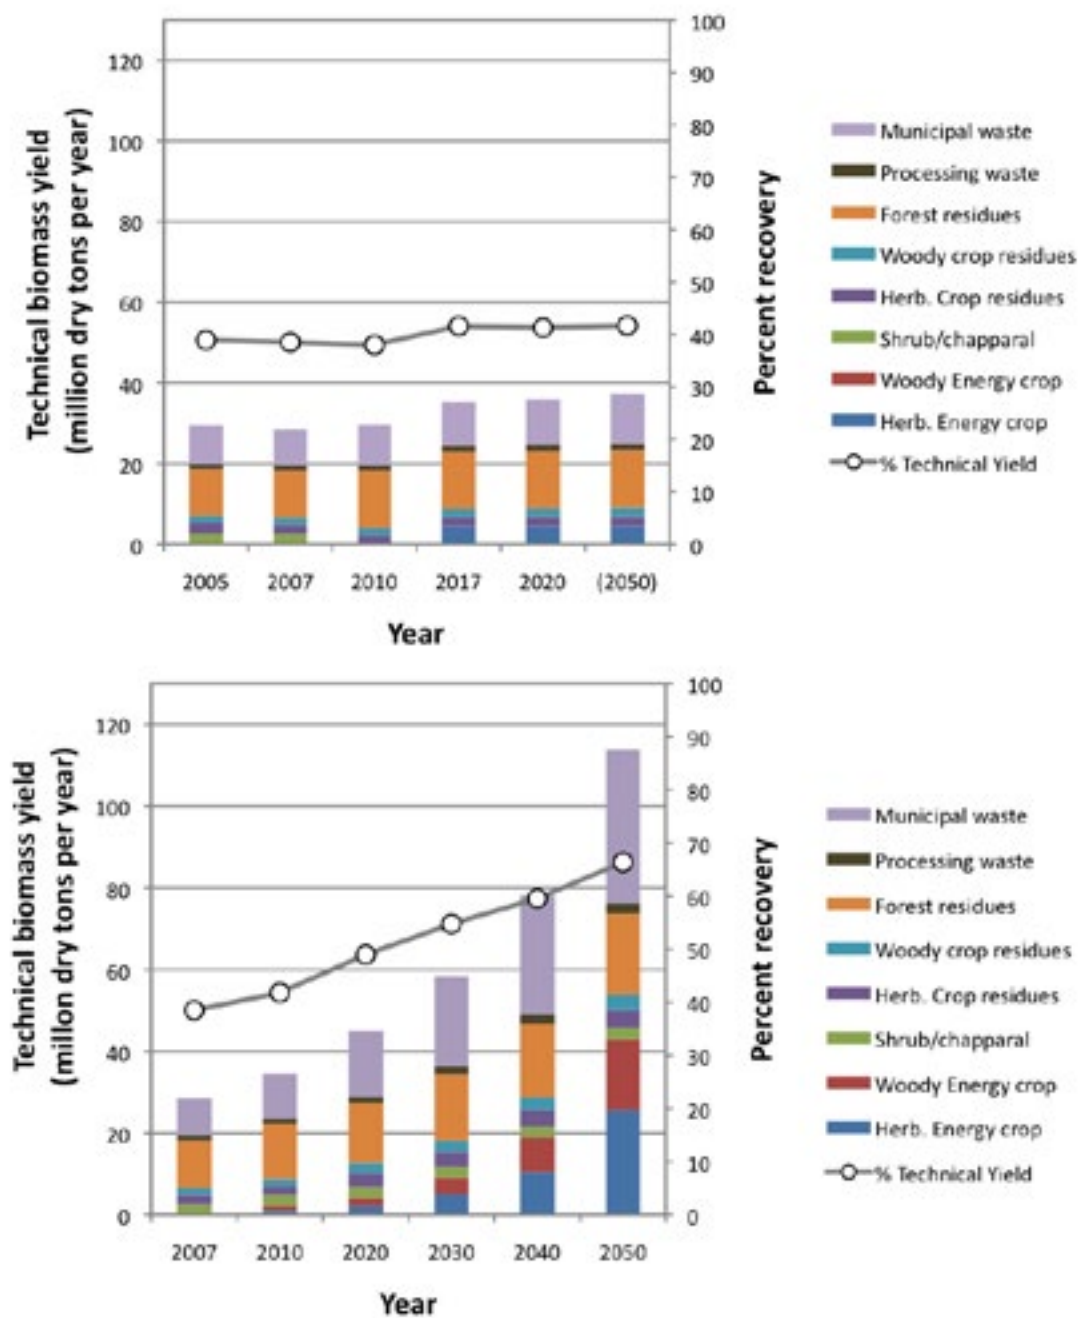 Technical biomass yield
(million dry tons per year)
120
100
80
60
40
20
0
100
90
80
70
60
50
40
30
20
10
0
Percent recovery
2005 2007 2010 2017 2020 (2050)
Year
Municipal waste
Processing waste
Forest residues
Woody crop residues
Herb. Crop residues
Shrub/chapparal
Woody Energy crop
Herb. Energy crop
% Technical Yield
Technical biomass yield
(millon dry tons per year)
120
100
80
60
40
20
0
100
90
80
70
60
50
40
30
20
10
0
Percent recovery
2007 2010 2020 2030 2040 2050
Year
Municipal waste
Processing waste
Forest residues
Woody crop residues
Herb. Crop residues
Shrub/chapparal
Woody Energy crop
Herb. Energy crop
% Technical Yield